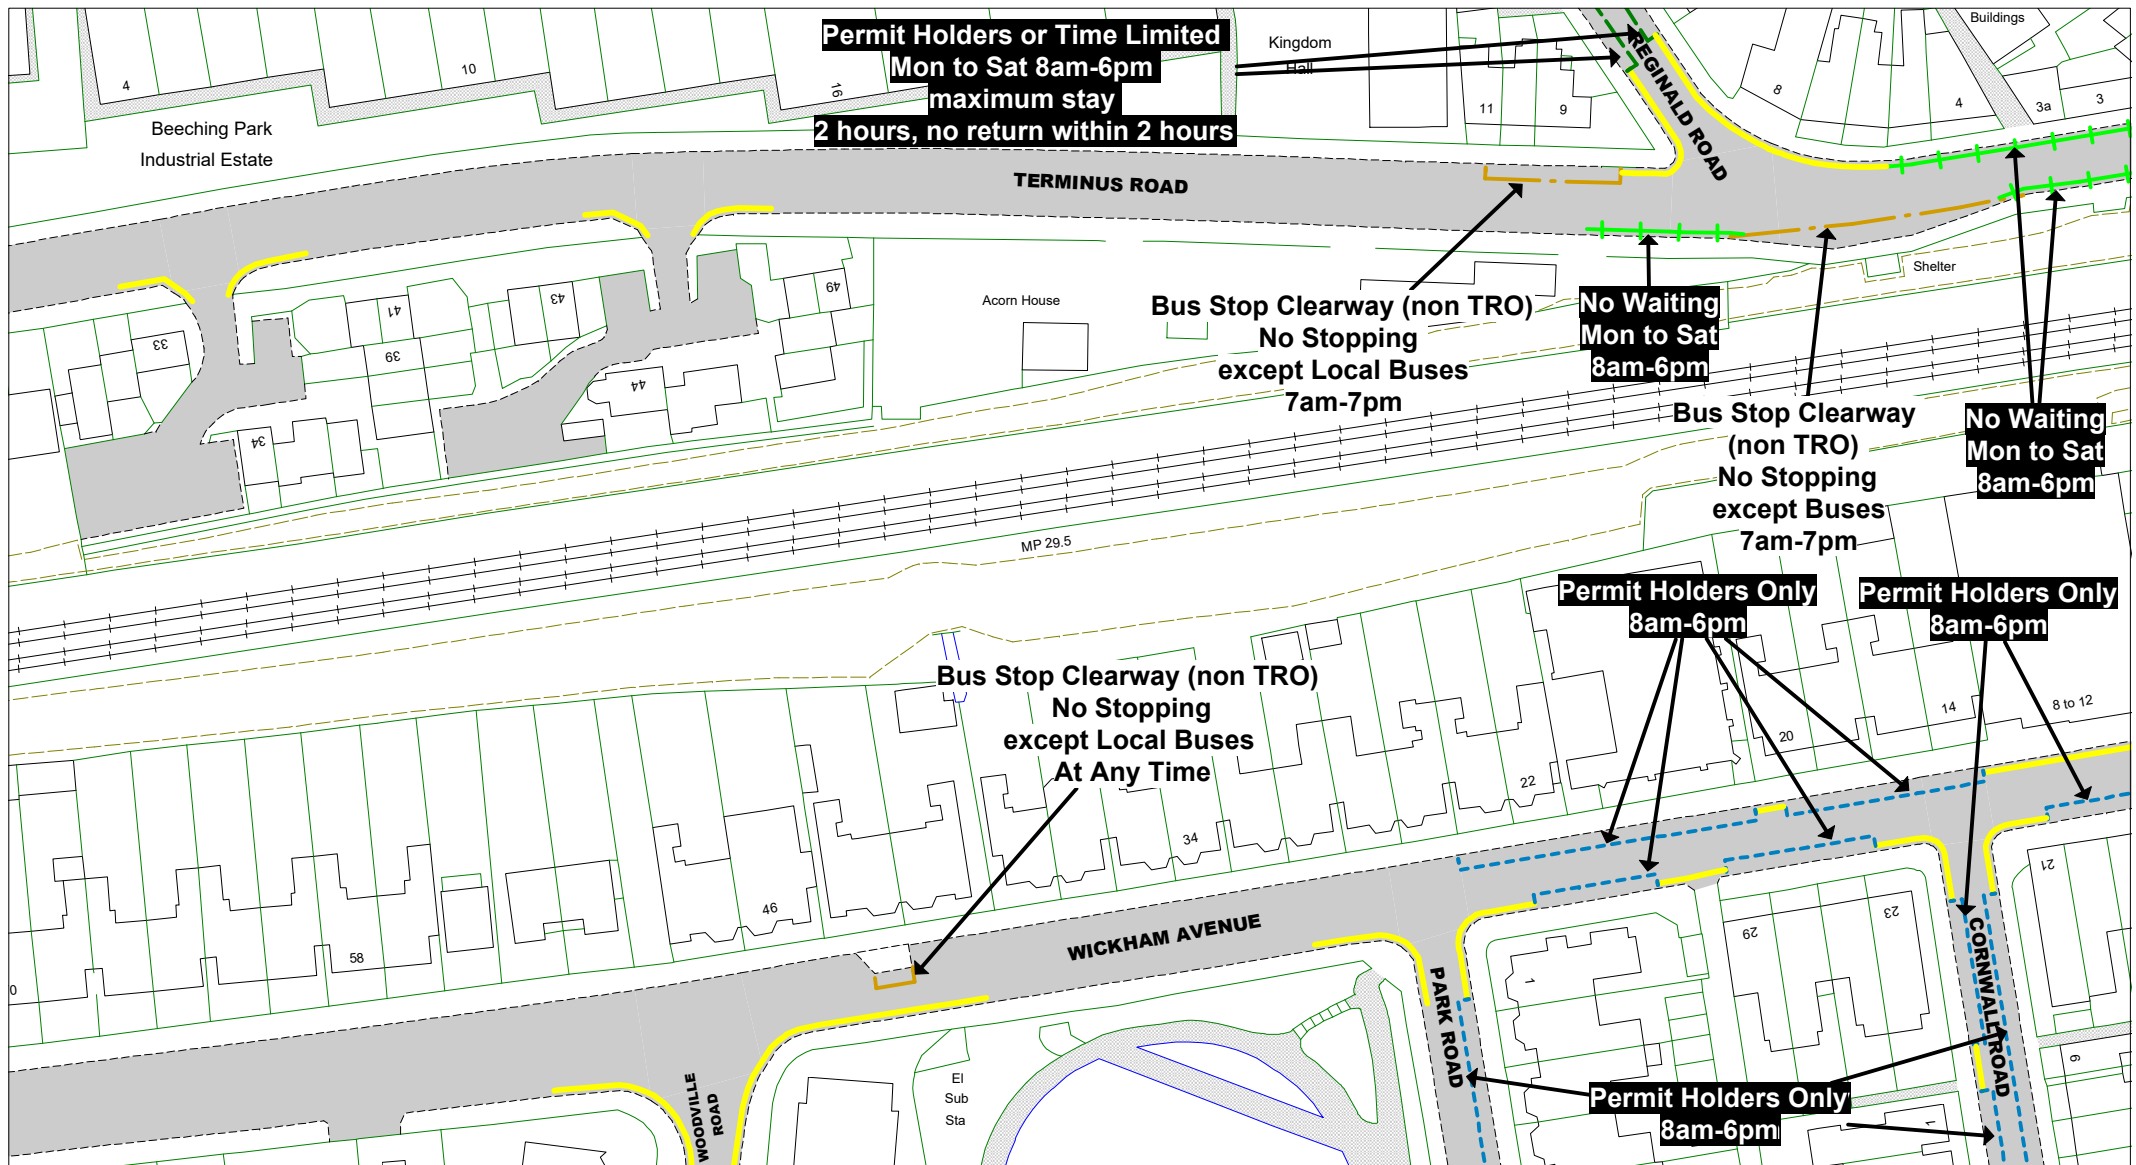 Permit Holders or Time Limited
Mon to Sat 8am-6pm
maximum stay
2 hours, no return within 2 hours
Kingdom
Hall
Buildings
4
10
16
11
9
8
4
3a
3
Beeching Park
Industrial Estate
REGINALD ROAD
TERMINUS ROAD
Shelter
Acorn House
33
41
39
43
49
34
44
Bus Stop Clearway (non TRO)
No Stopping
except Local Buses
7am-7pm
No Waiting
Mon to Sat
8am-6pm
Bus Stop Clearway
(non TRO)
No Stopping
except Buses
7am-7pm
No Waiting
Mon to Sat
8am-6pm
MP 29.5
Permit Holders Only
8am-6pm
Permit Holders Only
8am-6pm
Bus Stop Clearway (non TRO)
No Stopping
except Local Buses
At Any Time
14
8 to 12
20
22
34
46
58
0
21
23
29
WICKHAM AVENUE
PARK ROAD
CORNWALL ROAD
1
6
El
Sub
Sta
WOODVILLE
ROAD
Permit Holders Only
8am-6pm
1